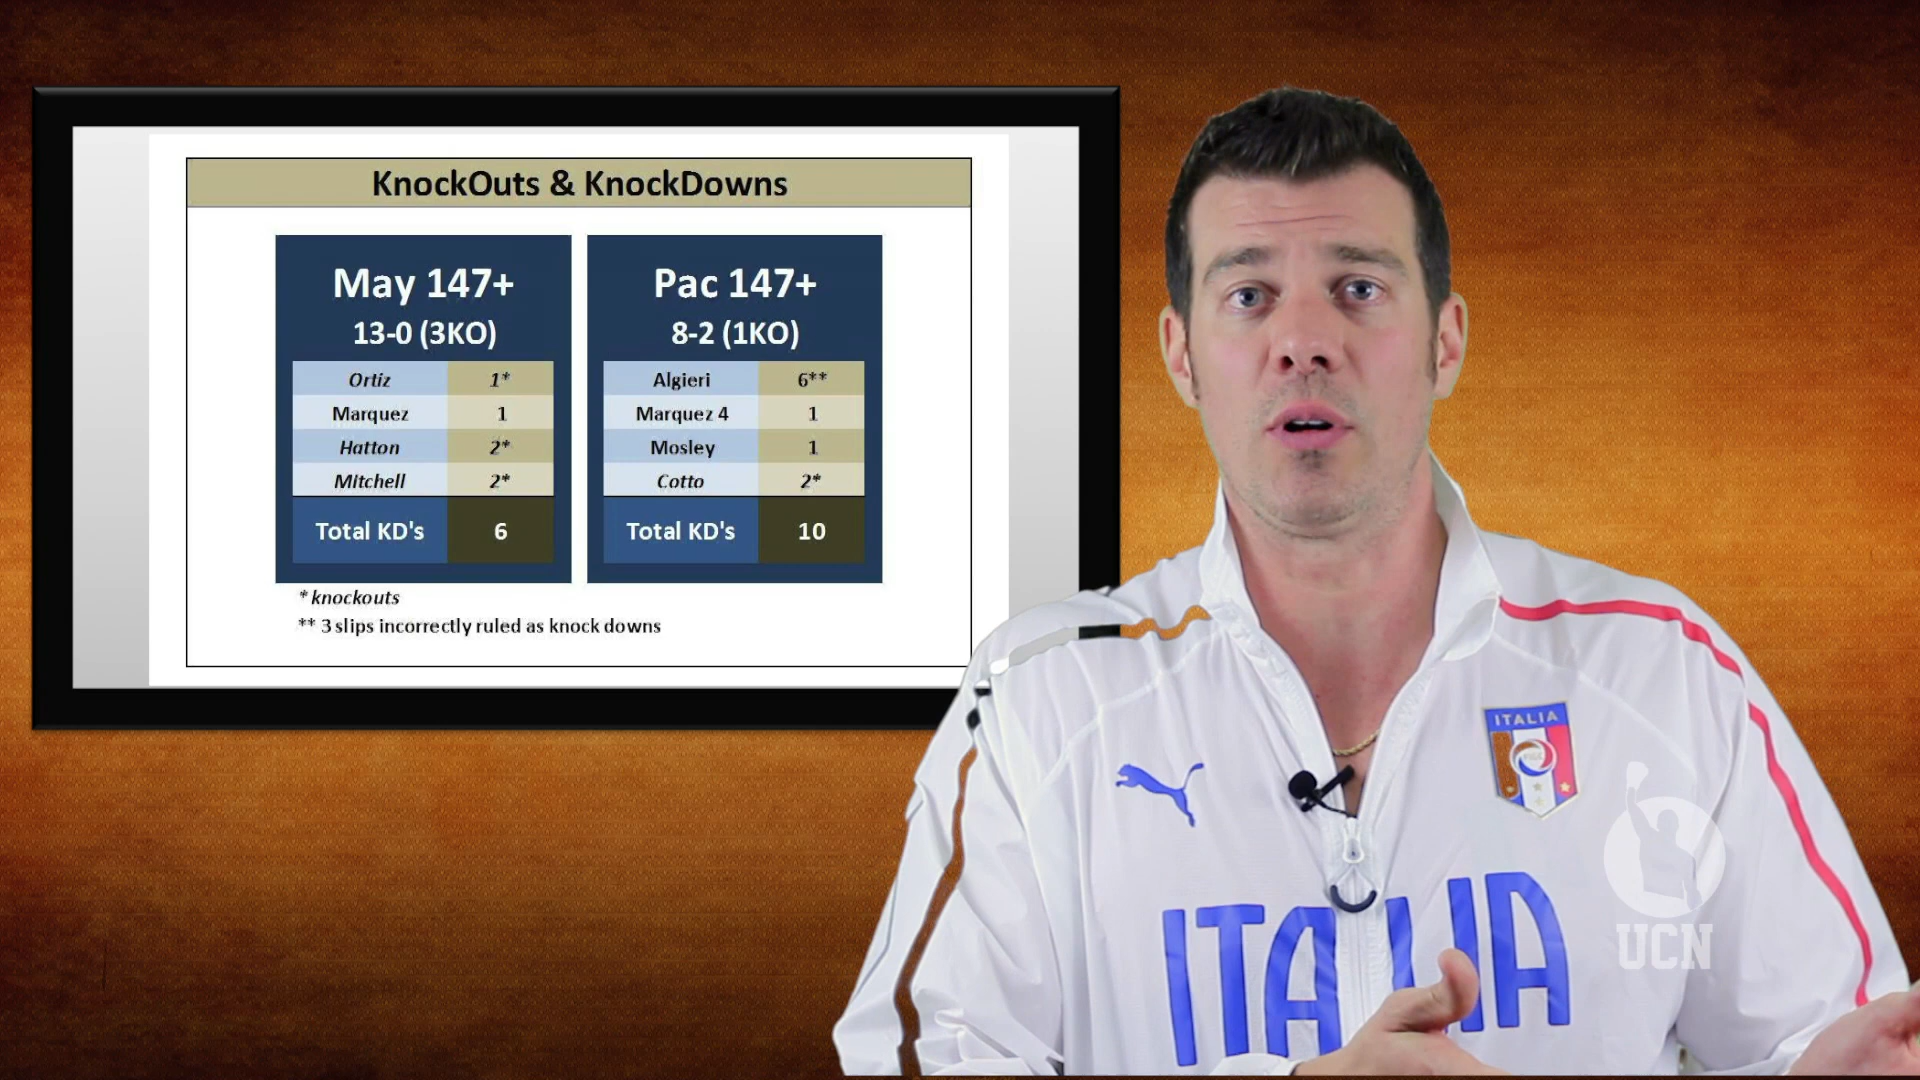 KnockOuts & KnockDowns
May 147+
13-0 (3KO)
Ortiz 1*
Marquez 1
Hatton 2*
Mitchell 2*
Total KD's 6
Pac 147+
8-2 (1KO)
Algieri 6**
Marquez 4 1
Mosley 1
Cotto 2*
Total KD's 10
* knockouts
** 3 slips incorrectly ruled as knock downs
ITALIA
ITALIA
UCN